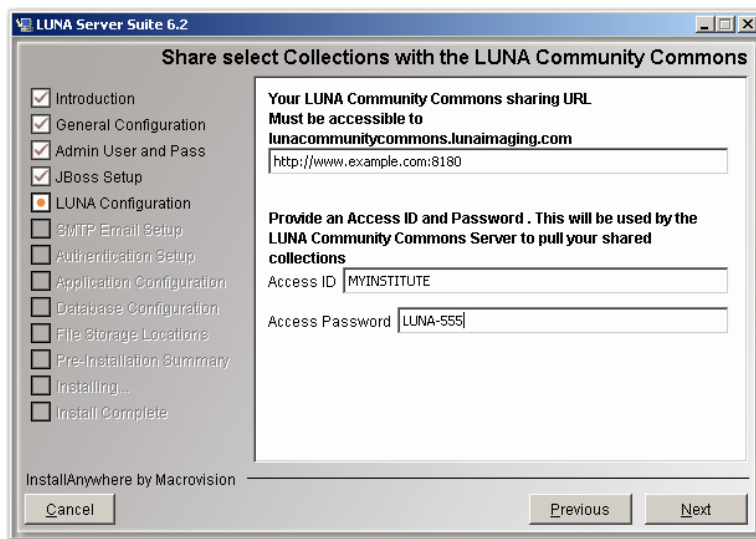 LUNA Server Suite 6.2
Share select Collections with the LUNA Community Commons
Introduction
General Configuration
Admin User and Pass
JBoss Setup
LUNA Configuration
SMTP Email Setup
Authentication Setup
Application Configuration
Database Configuration
File Storage Locations
Pre-Installation Summary
Installing...
Install Complete
Your LUNA Community Commons sharing URL
Must be accessible to
lunacommunitycommons.lunaimaging.com
http://www.example.com:8180
Provide an Access ID and Password . This will be used by the
LUNA Community Commons Server to pull your shared
collections
Access ID MYINSTITUTE
Access Password LUNA-555
InstallAnywhere by Macrovision
Cancel
Previous
Next